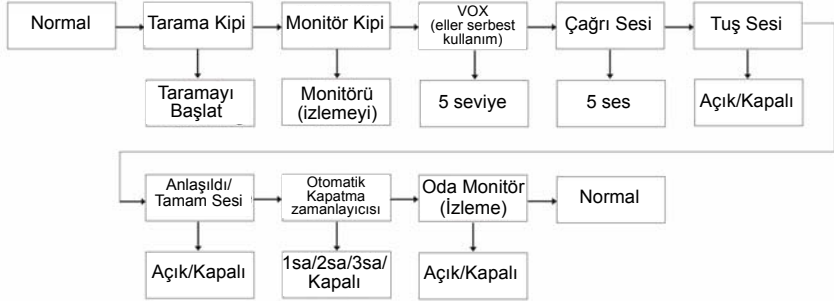 Normal
Tarama Kipi
Monitör Kipi
VOX
(eller serbest
kullanım)
Çağrı Sesi
Tuş Sesi
Taramayı
Başlat
Monitörü
(izlemeyi)
5 seviye
5 ses
Açık/Kapalı
Anlaşıldı/
Tamam Sesi
Otomatik
Kapatma
zamanlayıcısı
Oda Monitör
(İzleme)
Normal
Açık/Kapalı
1sa/2sa/3sa/
Kapalı
Açık/Kapalı